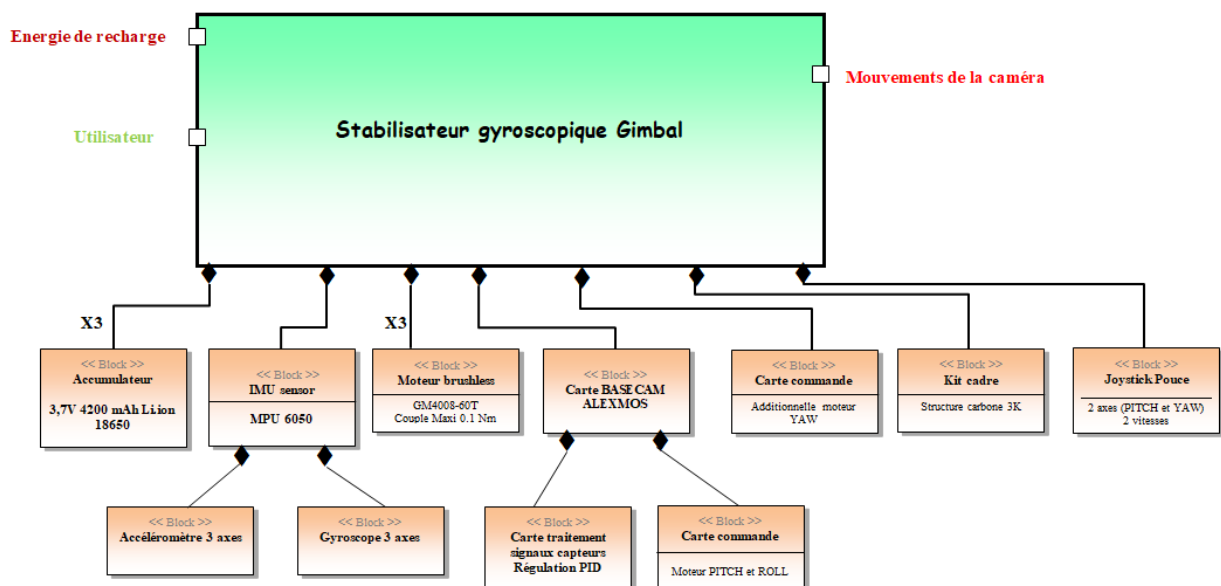 Energie de recharge
Mouvements de la caméra
Stabilisateur gyroscopique Gimbal
Utilisateur
X3
X3
<< Block >>
Accumulateur
3,7V 4200 mAh Li.ion
18650
<< Block >>
IMU sensor
MPU 6050
<< Block >>
Moteur brushless
GM4008-60T
Couple Maxi 0.1 Nm
<< Block >>
Carte BASECAM
ALEXMOS
<< Block >>
Carte commande
Additionnelle moteur
YAW
<< Block >>
Kit cadre
Structure carbone 3K
<< Block >>
Joystick Pouce
2 axes (PITCH et YAW)
2 vitesses
<< Block >>
Accéléromètre 3 axes
<< Block >>
Gyroscope 3 axes
<< Block >>
Carte traitement
signaux capteurs
Régulation PID
<< Block >>
Carte commande
Moteur PITCH et ROLL